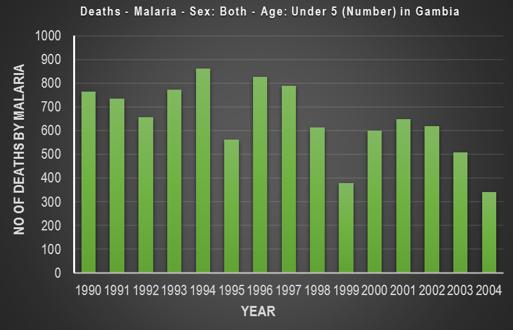 Deaths - Malaria - Sex: Both - Age: Under 5 (Number) in Gambia
1000
900
800
700
600
500
400
300
200
100
0
NO OF DEATHS BY MALARIA
1990 1991 1992 1993 1994 1995 1996 1997 1998 1999 2000 2001 2002 2003 2004
YEAR